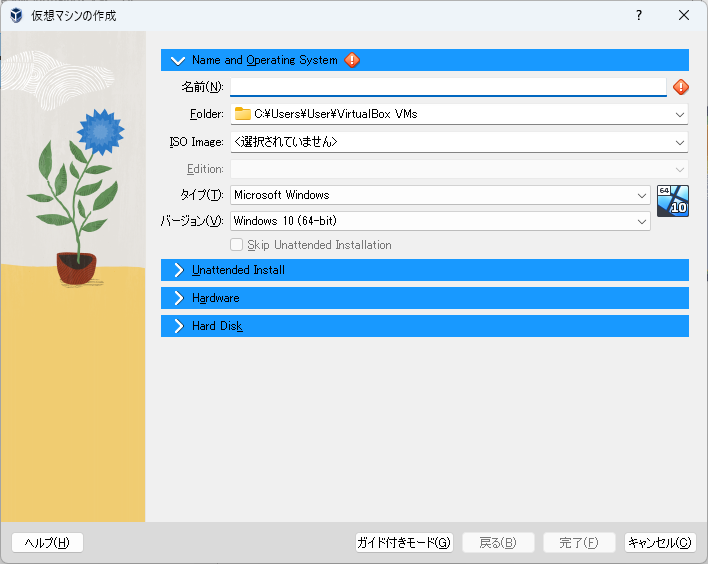 仮想マシンの作成
Name and Operating System
名前(N):
Folder: C:¥Users¥User¥VirtualBox VMs
ISO Image: <選択されていません>
Edition:
タイプ(T): Microsoft Windows
64
10
バージョン(V): Windows 10 (64-bit)
Skip Unattended Installation
Unattended Install
Hardware
Hard Disk
ヘルプ(H) ガイド付きモード(G) 戻る(B) 完了(F) キャンセル(C)